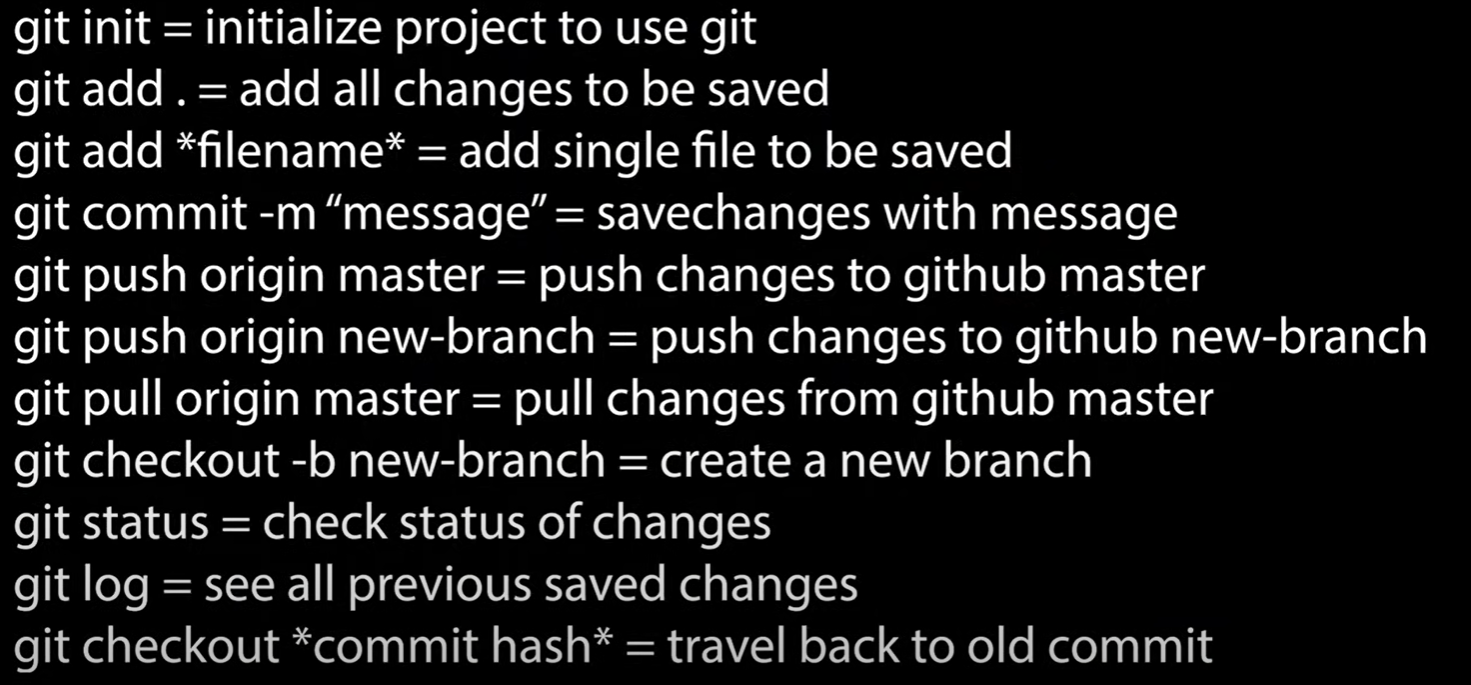 git init = initialize project to use git
git add . = add all changes to be saved
git add *filename* = add single file to be saved
git commit -m “message” = savechanges with message
git push origin master = push changes to github master
git push origin new-branch = push changes to github new-branch
git pull origin master = pull changes from github master
git checkout -b new-branch = create a new branch
git status = check status of changes
git log = see all previous saved changes
git checkout *commit hash* = travel back to old commit